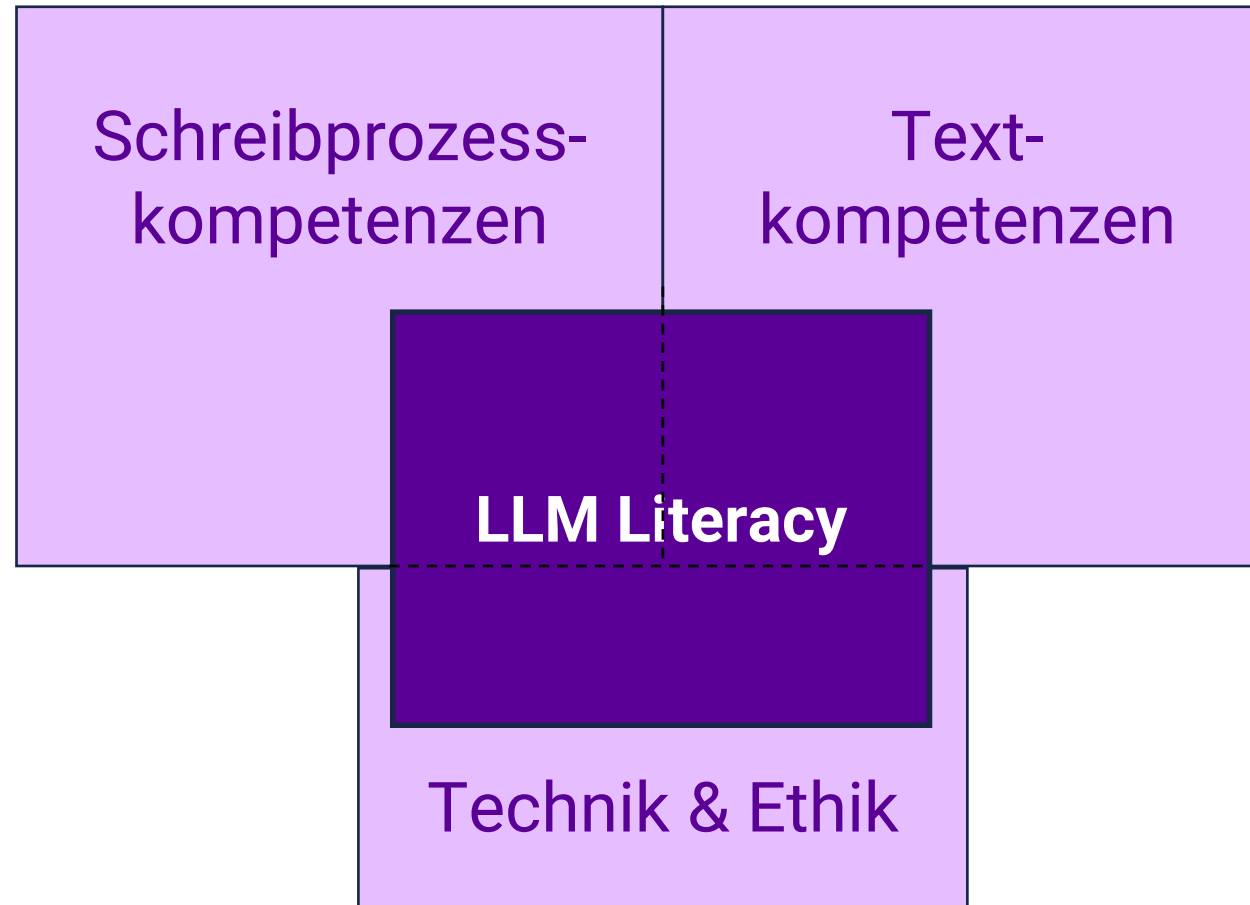 Schreibprozess-
kompetenzen
Text-
kompetenzen
LLM Literacy
Technik & Ethik